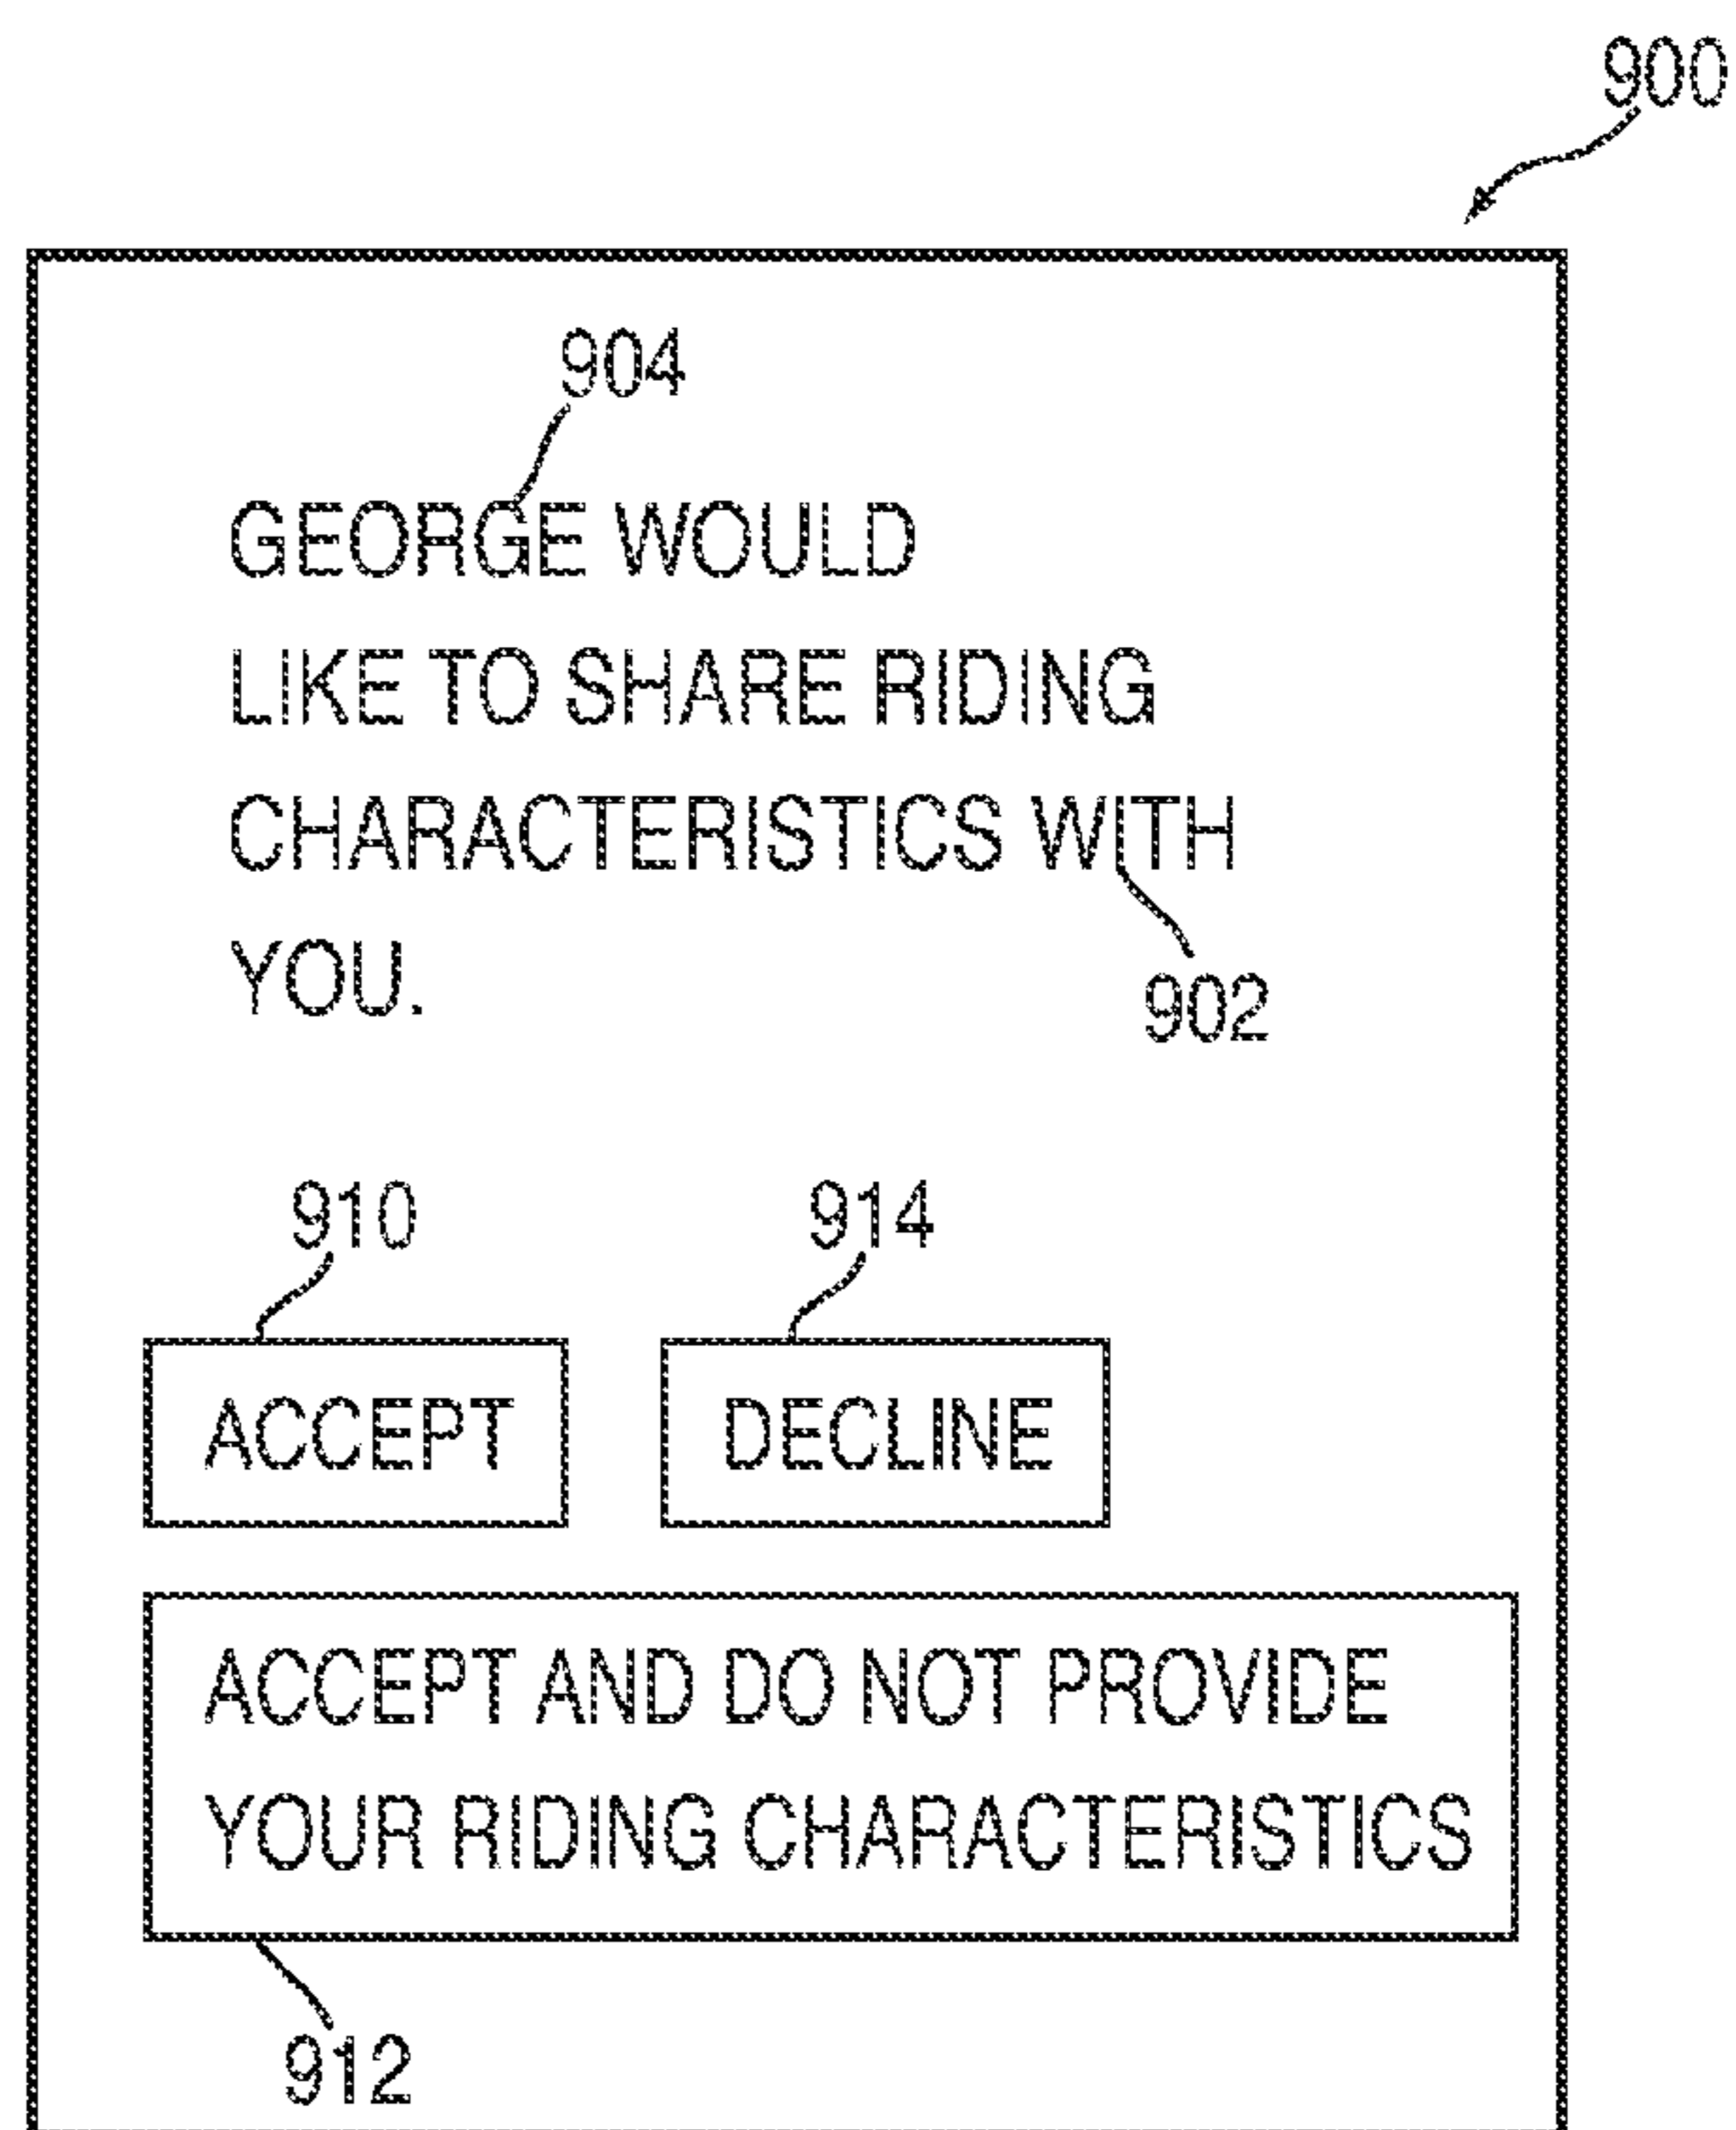 900
904
GEORGE WOULD
LIKE TO SHARE RIDING
CHARACTERISTICS WITH
YOU.
902
910 914
ACCEPT DECLINE
ACCEPT AND DO NOT PROVIDE
YOUR RIDING CHARACTERISTICS
912